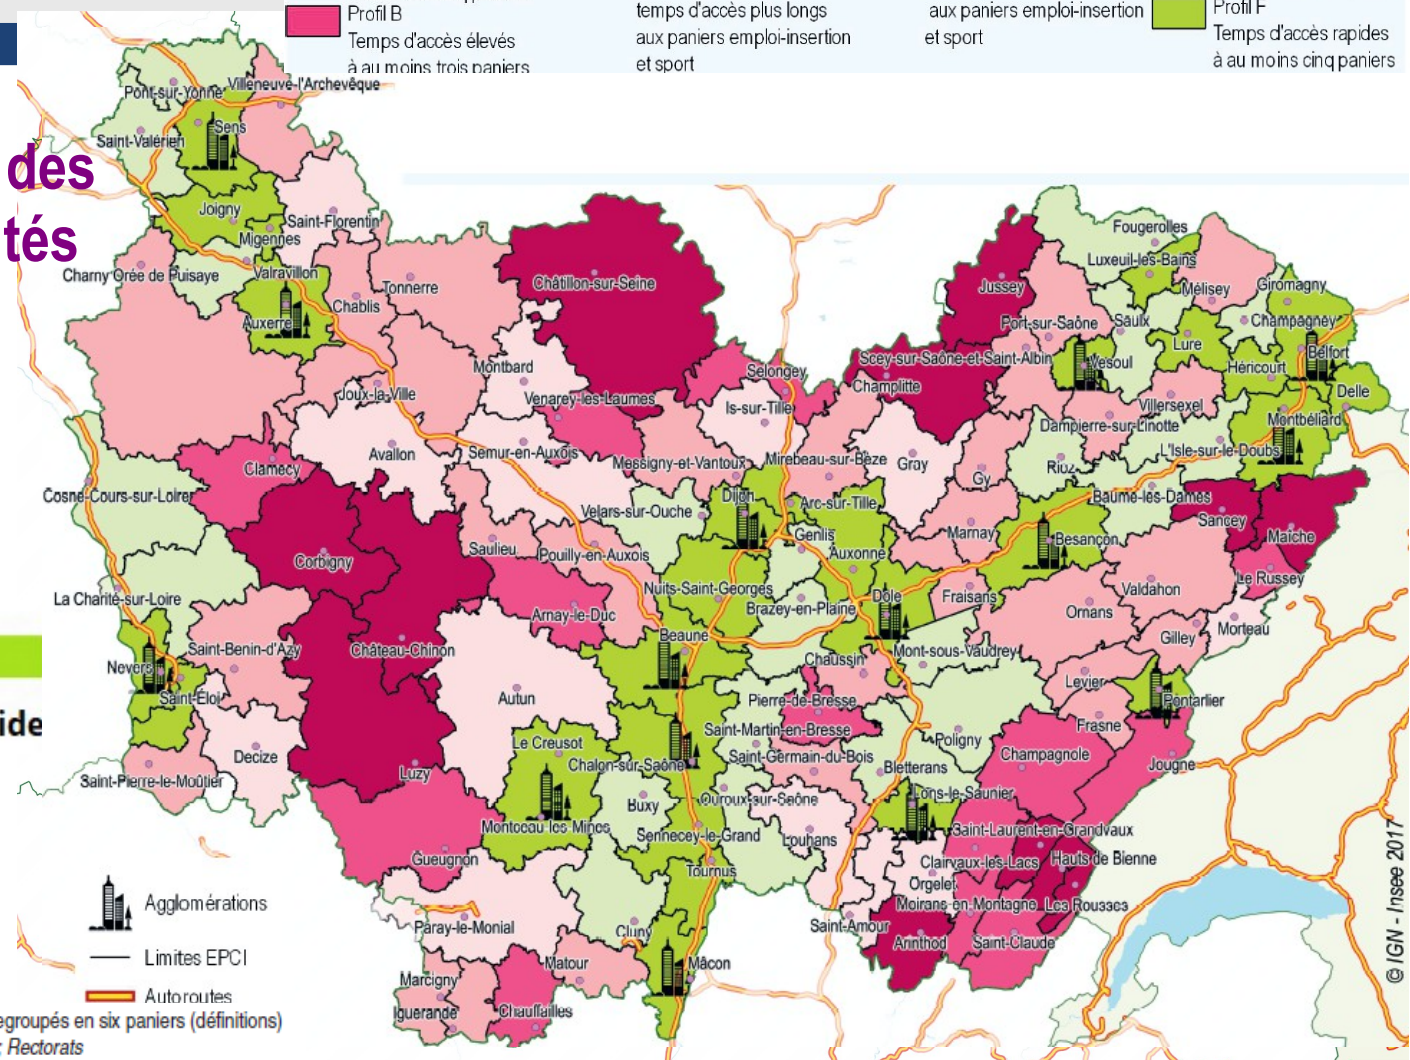 Profil B
Temps d'accès élevés
à au moins trois paniers
temps d'accès plus longs
aux paniers emploi-insertion
et sport
aux paniers emploi-insertion
et sport
Profil F
Temps d'accès rapides
à au moins cinq paniers
des
tés
ide
Pont-sur-Yonne
Villeneuve-l'Archevêque
Sens
Saint-Valérien
Joigny
Saint-Florentin
Migennes
Charny Orée de Puisaye
Valravillon
Tonnerre
Chablis
Auxerre
Châtillon-sur-Seine
Jussey
Fougerolles
Luxeuil-les-Bains
Mélisey
Giromagny
Port-sur-Saône
Saulx
Champagney
Lure
Belfort
Scey-sur-Saône-et-Saint-Albin
Vesoul
Héricourt
Montbard
Selongey
Champlitte
Delle
Joux-la-Ville
Venarey-les-Laumes
Is-sur-Tille
Villersexel
Montbéliard
Dampierre-sur-Linotte
Avallon
Semur-en-Auxois
L'Isle-sur-le-Doubs
Clamecy
Messigny-et-Vantoux
Mirebeau-sur-Bèze
Gray
Gy
Rioz
Cosne-Cours-sur-Loire
Dijon
Arc-sur-Tille
Baume-les-Dames
Velars-sur-Ouche
Sancey
Saulieu
Pouilly-en-Auxois
Genlis
Marnay
Besançon
Maîche
Corbigny
Auxonne
Le Russey
La Charité-sur-Loire
Nuits-Saint-Georges
Dole
Fraisans
Valdahon
Arnay-le-Duc
Brazey-en-Plaine
Ornans
Saint-Benin-d'Azy
Château-Chinon
Beaune
Gilley
Morteau
Nevers
Chaussin
Mont-sous-Vaudrey
Saint-Éloi
Autun
Pierre-de-Bresse
Levier
Pontarlier
Saint-Martin-en-Bresse
Frasne
Decize
Le Creusot
Poligny
Champagnole
Saint-Pierre-le-Moûtier
Luzy
Chalon-sur-Saône
Saint-Germain-du-Bois
Bletterans
Jougne
Buxy
Ouroux-sur-Saône
Lons-le-Saunier
Montceau-les-Mines
Sennecey-le-Grand
Louhans
Saint-Laurent-en-Grandvaux
Gueugnon
Tournus
Clairvaux-les-Lacs
Hauts de Bienne
Orgelet
Moirans-en-Montagne
Les Rousses
Paray-le-Monial
Cluny
Saint-Amour
Arinthod
Saint-Claude
Matour
Mâcon
Marcigny
Iguerande
Chauffailles
Agglomérations
Limites EPCI
Autoroutes
egroupés en six paniers (définitions)
; Rectorats
© IGN - Insee 2017